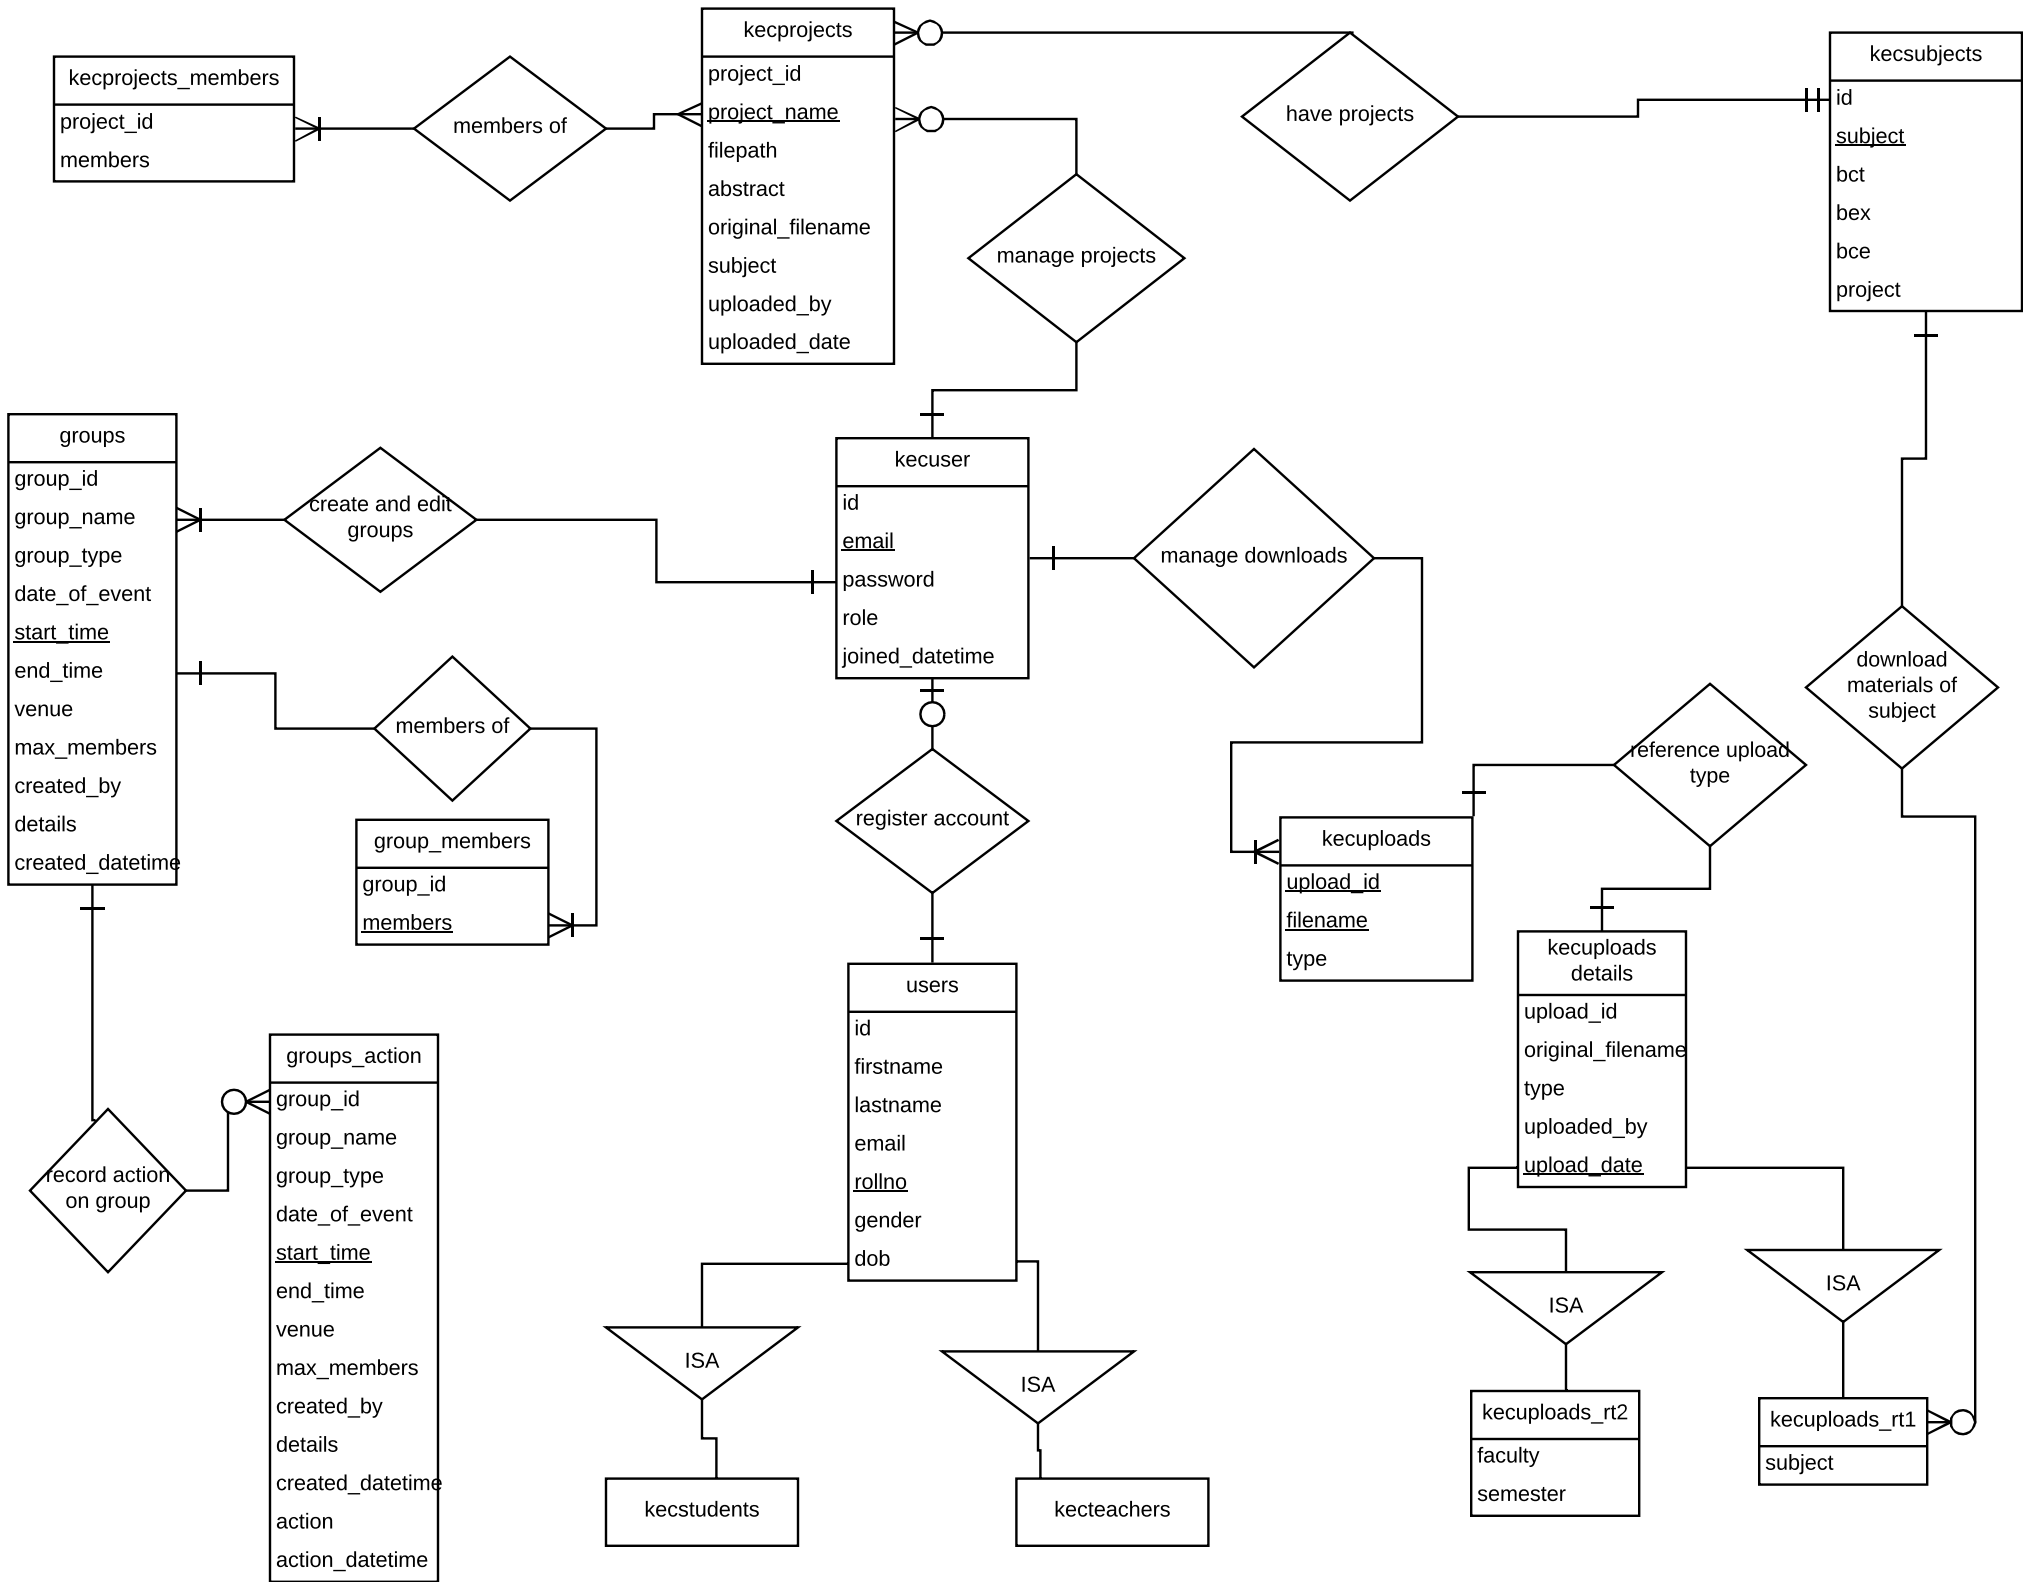 kecprojects_members
project_id
members
members of
kecprojects
project_id
project_name
filepath
abstract
original_filename
subject
uploaded_by
uploaded_date
have projects
manage projects
kecsubjects
id
subject
bct
bex
bce
project
groups
group_id
group_name
group_type
date_of_event
start_time
end_time
venue
max_members
created_by
details
created_datetime
create and edit
groups
members of
group_members
group_id
members
kecuser
id
email
password
role
joined_datetime
manage downloads
register account
download
materials of
subject
reference upload
type
kecuploads
upload_id
filename
type
kecuploads
details
upload_id
original_filename
type
uploaded_by
upload_date
users
id
firstname
lastname
email
rollno
gender
dob
record action
on group
groups_action
group_id
group_name
group_type
date_of_event
start_time
end_time
venue
max_members
created_by
details
created_datetime
action
action_datetime
ISA
ISA
ISA
ISA
kecstudents
kecteachers
kecuploads_rt2
faculty
semester
kecuploads_rt1
subject